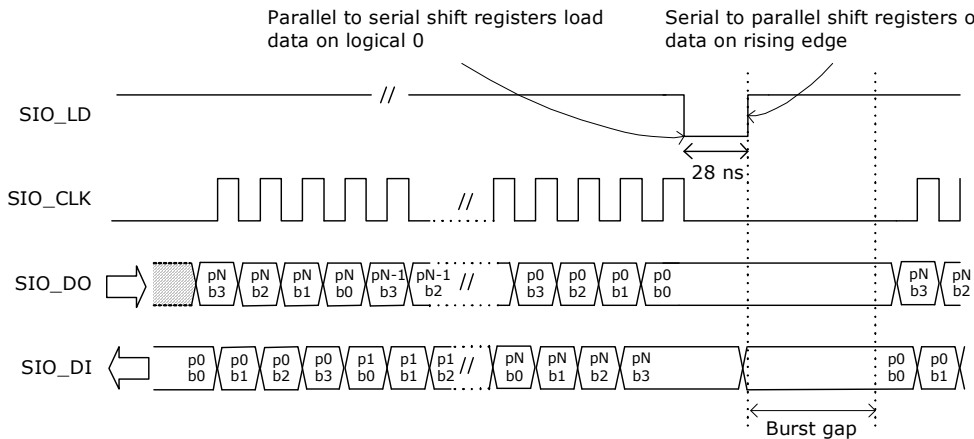 Parallel to serial shift registers load
data on logical 0
Serial to parallel shift registers o
data on rising edge
SIO_LD
//
28 ns
SIO_CLK
//
SIO_DO
pN b3 pN b2 pN b1 pN b0 pN-1 b3 pN-1 b2 // p0 b3 p0 b2 p0 b1 p0 b0 pN b3 pN b2
SIO_DI
p0 b0 p0 b1 p0 b2 p0 b3 p1 b0 p1 b1 p1 b2 // pN b0 pN b1 pN b2 pN b3 p0 b0 p0 b1
Burst gap